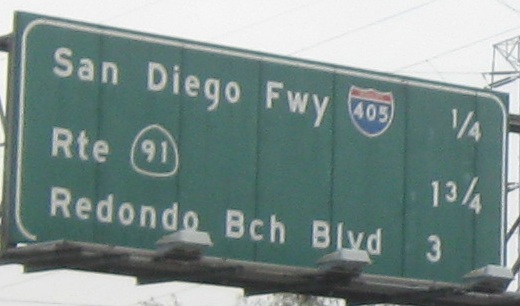 San Diego Fwy 405 1/4
Rte 91 1 3/4
Redondo Bch Blvd 3